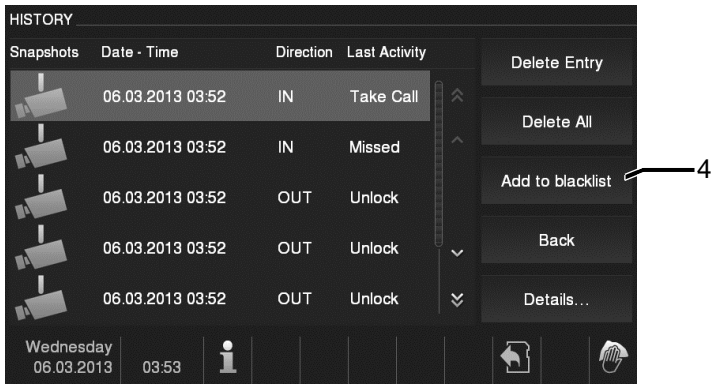 HISTORY
Snapshots Date - Time Direction Last Activity
Delete Entry
06.03.2013 03:52 IN Take Call
Delete All
06.03.2013 03:52 IN Missed
Add to blacklist 4
06.03.2013 03:52 OUT Unlock
Back
06.03.2013 03:52 OUT Unlock
06.03.2013 03:52 OUT Unlock
Details...
Wednesday
06.03.2013 03:53